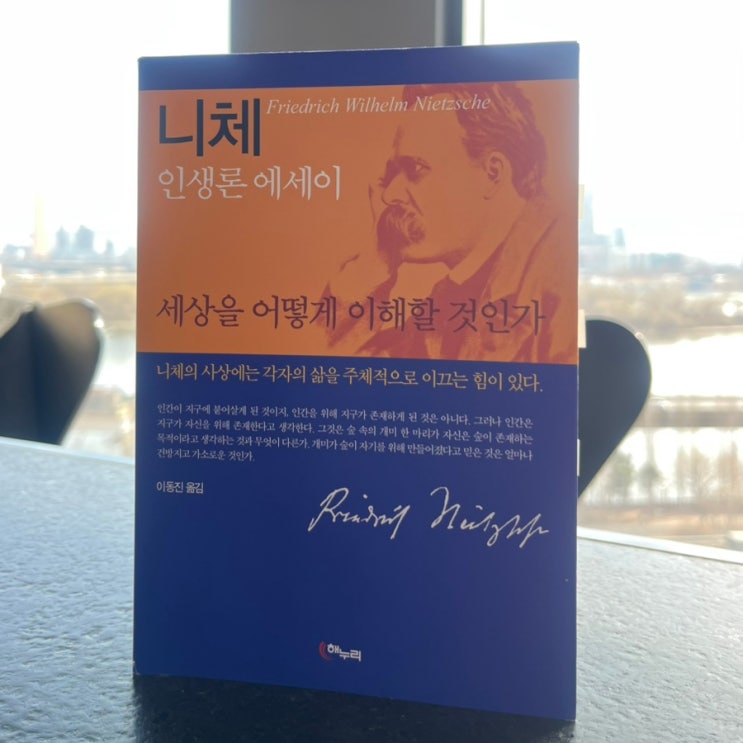 니체
Friedrich Wilhelm Nietzsche
인생론 에세이
세상을 어떻게 이해할 것인가
니체의 사상에는 각자의 삶을 주체적으로 이끄는 힘이 있다.
인간이 지구에 붙어살게 된 것이지, 인간을 위해 지구가 존재하게 된 것은 아니다. 그러나 인간은
지구가 자신을 위해 존재한다고 생각한다. 그것은 숲 속의 개미 한 마리가 자신은 숲이 존재하는
목적이라고 생각하는 것과 무엇이 다른가. 개미가 숲이 자기를 위해 만들어졌다고 믿은 것은 얼마나
건방지고 가소로운 것인가.
이동진 옮김
Friedrich Nietzsche
해누리